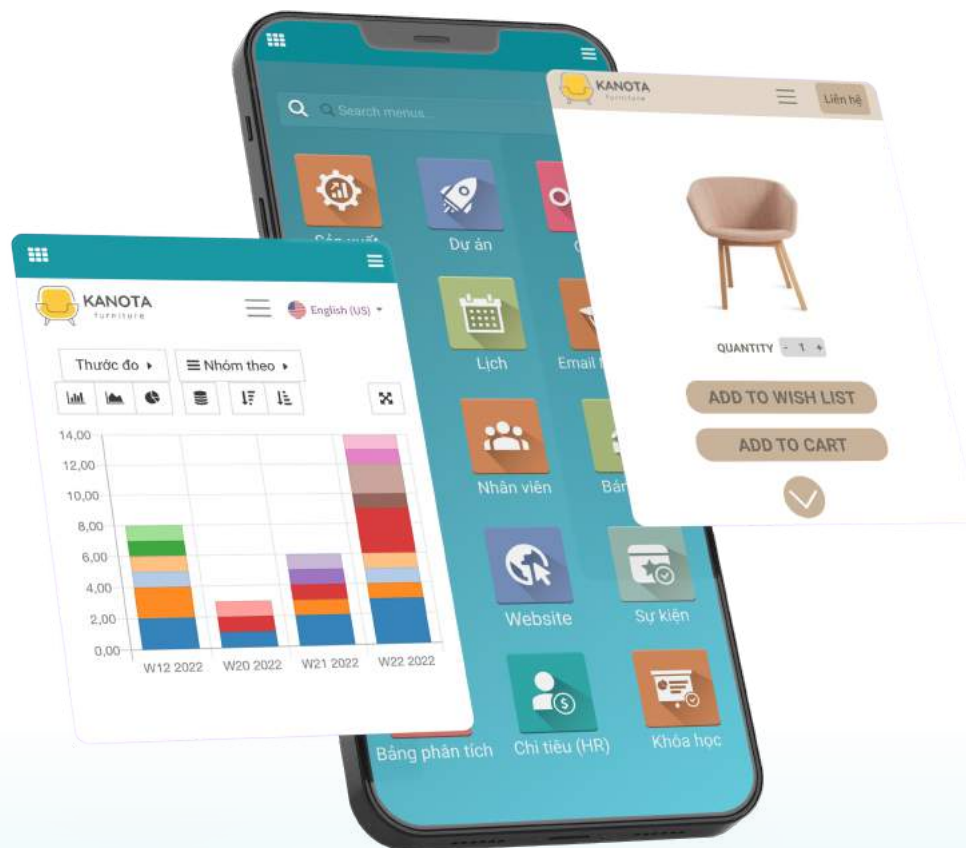 Search menus...
Dự án
Lịch
Nhân viên
Website
Sự kiện
Bảng phân tích
Chi tiêu (HR)
Khóa học
KANOTA
furniture
English (US)
Thước đo
Nhóm theo
14,00
12,00
10,00
8,00
6,00
4,00
2,00
0,00
W12 2022
W20 2022
W21 2022
W22 2022
KANOTA
furniture
Liên hệ
QUANTITY - 1 +
ADD TO WISH LIST
ADD TO CART